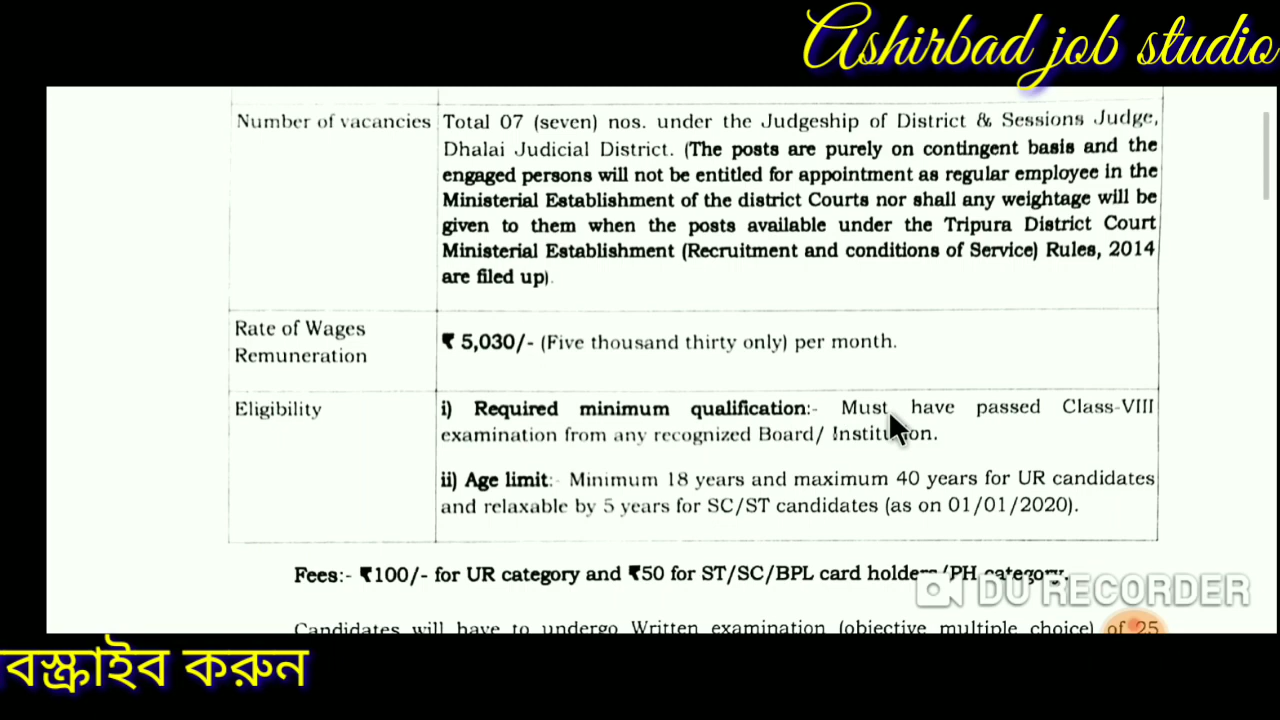 Ashirbad job studio
Number of vacancies
Total 07 (seven) nos. under the Judgeship of District & Sessions Judge,
Dhalai Judicial District. (The posts are purely on contingent basis and the
engaged persons will not be entitled for appointment as regular employee in the
Ministerial Establishment of the district Courts nor shall any weightage will be
given to them when the posts available under the Tripura District Court
Ministerial Establishment (Recruitment and conditions of Service) Rules, 2014
are filed up).
Rate of Wages
Remuneration
₹ 5,030/- (Five thousand thirty only) per month.
Eligibility
i) Required minimum qualification:- Must have passed Class-VIII
examination from any recognized Board/ Institution.
ii) Age limit:- Minimum 18 years and maximum 40 years for UR candidates
and relaxable by 5 years for SC/ST candidates (as on 01/01/2020).
Fees:- ₹100/- for UR category and ₹50 for ST/SC/BPL card holders/PH category.
DU RECORDER
Candidates will have to undergo Written examination (objective multiple choice) of 25
বস্ক্রাইব করুন